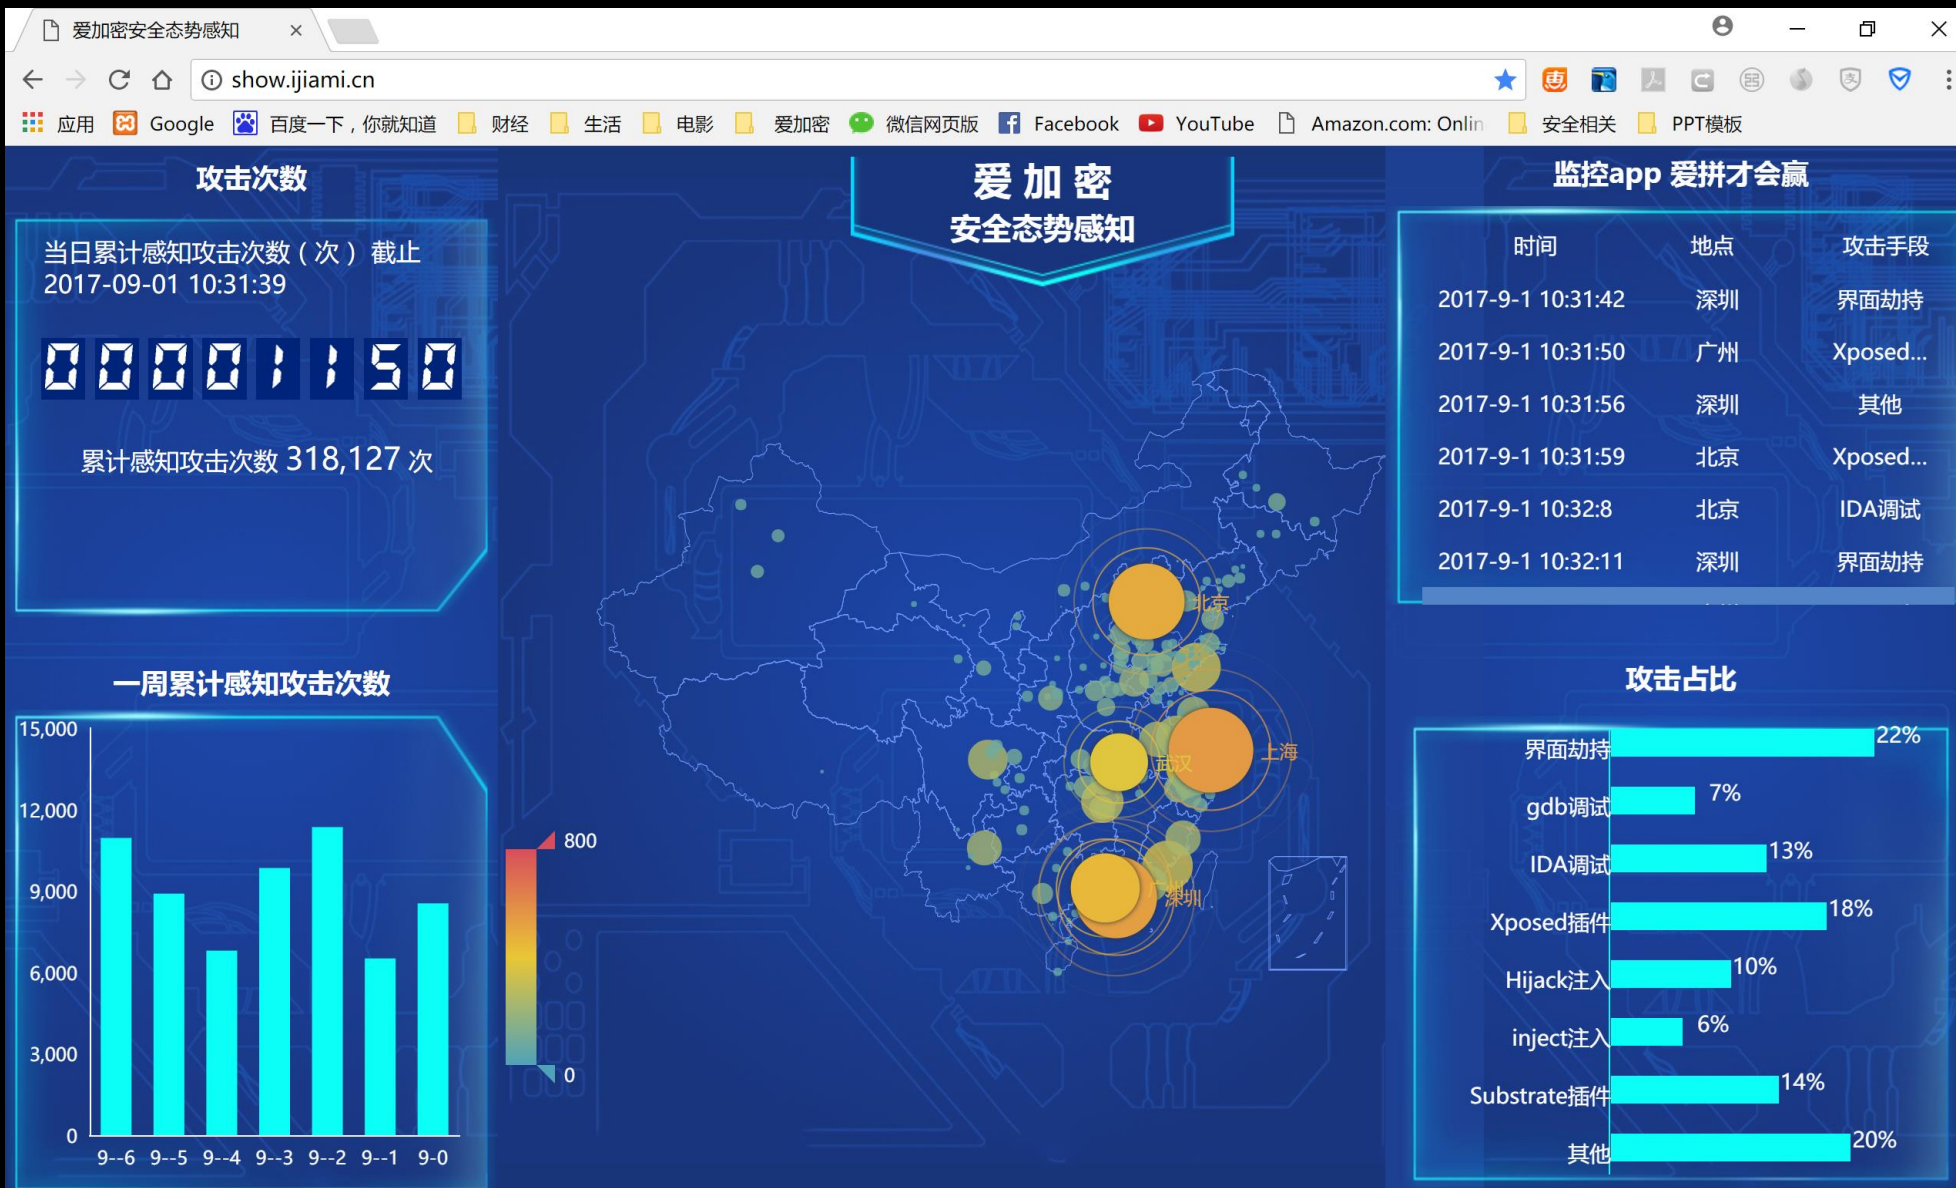 爱加密安全态势感知
show.ijiami.cn
应用 Google 百度一下，你就知道 财经 生活 电影 爱加密 微信网页版 Facebook YouTube Amazon.com: Onlin 安全相关 PPT模板
攻击次数
当日累计感知攻击次数（次） 截止
2017-09-01 10:31:39
00001150
累计感知攻击次数 318,127 次
一周累计感知攻击次数
15,000
12,000
9,000
6,000
3,000
0
9--6 9--5 9--4 9--3 9--2 9--1 9-0
爱加密
安全态势感知
北京
上海
武汉
广州
深圳
800
0
监控app 爱拼才会赢
时间 地点 攻击手段
2017-9-1 10:31:42 深圳 界面劫持
2017-9-1 10:31:50 广州 Xposed...
2017-9-1 10:31:56 深圳 其他
2017-9-1 10:31:59 北京 Xposed...
2017-9-1 10:32:8 北京 IDA调试
2017-9-1 10:32:11 深圳 界面劫持
攻击占比
界面劫持 22%
gdb调试 7%
IDA调试 13%
Xposed插件 18%
Hijack注入 10%
inject注入 6%
Substrate插件 14%
其他 20%